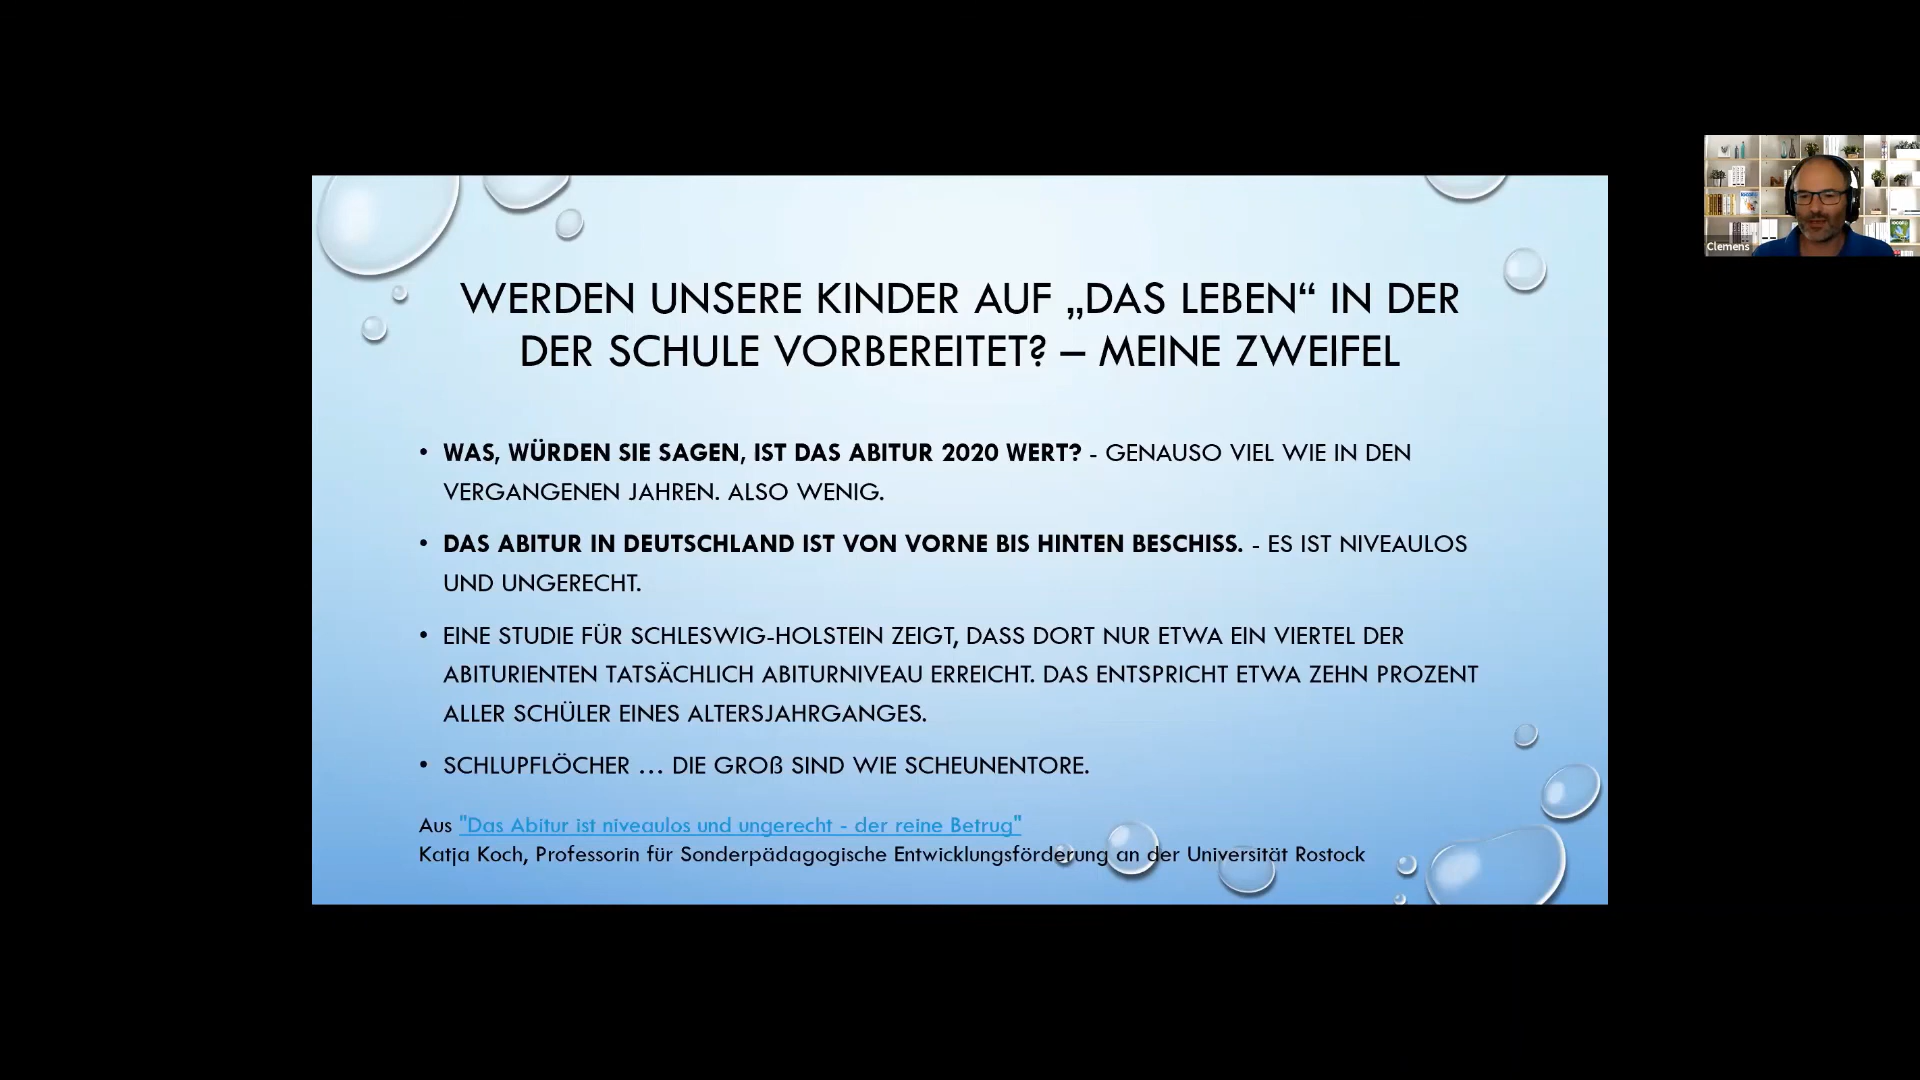 WERDEN UNSERE KINDER AUF „DAS LEBEN“ IN DER
DER SCHULE VORBEREITET? – MEINE ZWEIFEL
• WAS, WÜRDEN SIE SAGEN, IST DAS ABITUR 2020 WERT? - GENAUSO VIEL WIE IN DEN
VERGANGENEN JAHREN. ALSO WENIG.
• DAS ABITUR IN DEUTSCHLAND IST VON VORNE BIS HINTEN BESCHISS. - ES IST NIVEAULOS
UND UNGERECHT.
• EINE STUDIE FÜR SCHLESWIG-HOLSTEIN ZEIGT, DASS DORT NUR ETWA EIN VIERTEL DER
ABITURIENTEN TATSÄCHLICH ABITURNIVEAU ERREICHT. DAS ENTSPRICHT ETWA ZEHN PROZENT
ALLER SCHÜLER EINES ALTERSJAHRGANGES.
• SCHLUPFLÖCHER … DIE GROß SIND WIE SCHEUNENTORE.
Aus "Das Abitur ist niveaulos und ungerecht - der reine Betrug"
Katja Koch, Professorin für Sonderpädagogische Entwicklungsförderung an der Universität Rostock
Clemens